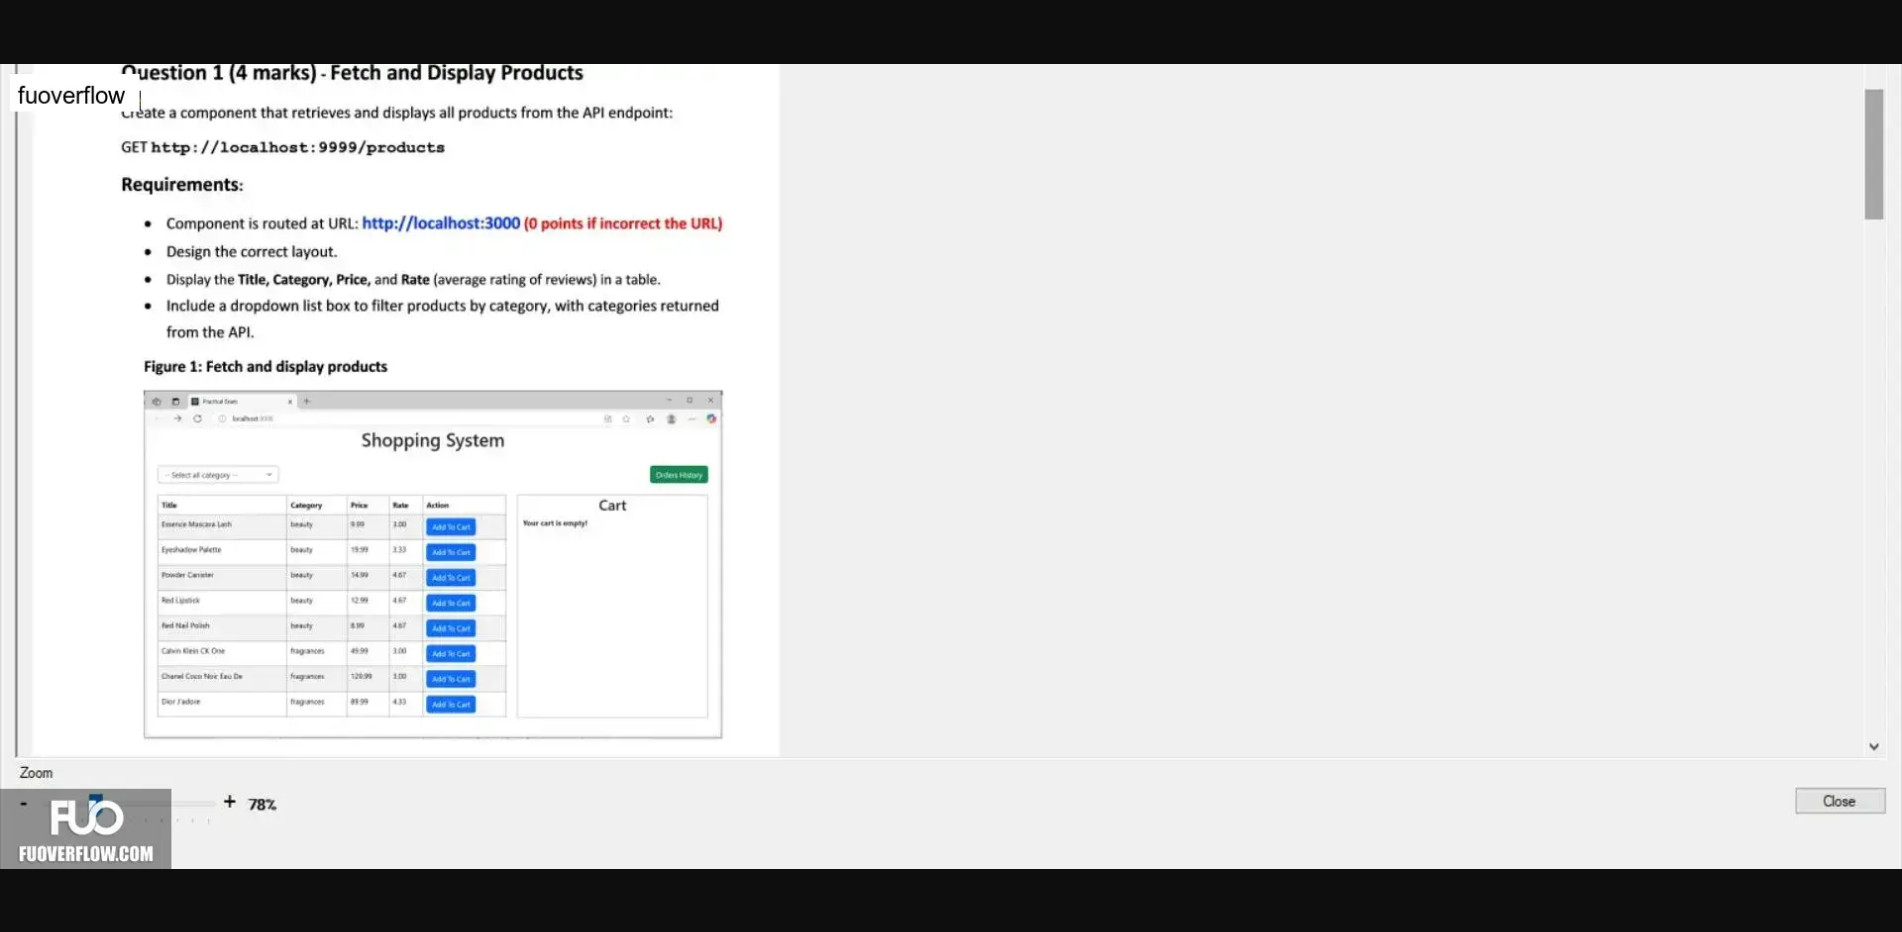 Question 1 (4 marks) - Fetch and Display Products
fuoverflow
Create a component that retrieves and displays all products from the API endpoint:
GET http://localhost:9999/products
Requirements:
• Component is routed at URL: http://localhost:3000 (0 points if incorrect the URL)
• Design the correct layout.
• Display the Title, Category, Price, and Rate (average rating of reviews) in a table.
• Include a dropdown list box to filter products by category, with categories returned
from the API.
Figure 1: Fetch and display products
Practical Exam
localhost:3000
Shopping System
-- Select all category --
Orders History
Title Category Price Rate Action
Essence Mascara Lash beauty 9.99 3.00 Add To Cart
Eyeshadow Palette beauty 19.99 3.33 Add To Cart
Powder Canister beauty 14.99 4.67 Add To Cart
Red Lipstick beauty 12.99 4.67 Add To Cart
Red Nail Polish beauty 8.99 4.67 Add To Cart
Calvin Klein CK One fragrances 49.99 3.00 Add To Cart
Chanel Coco Noir Eau De fragrances 129.99 3.00 Add To Cart
Dior J'adore fragrances 89.99 4.33 Add To Cart
Cart
Your cart is empty!
Zoom
- + 78%
Close
FUO
FUOVERFLOW.COM